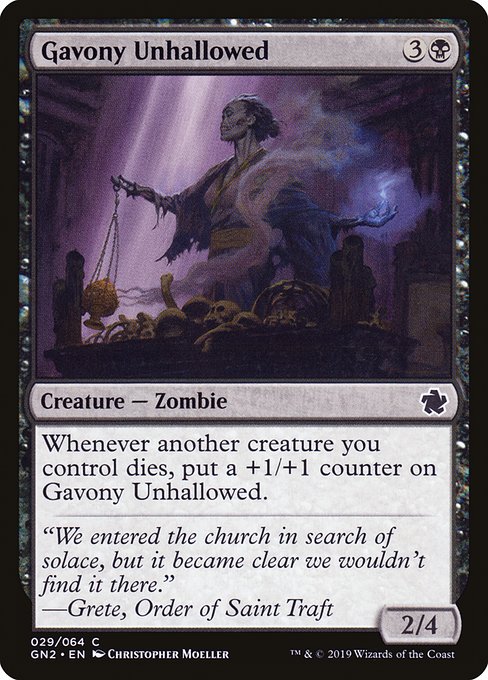 Gavony Unhallowed 3
Creature — Zombie
Whenever another creature you
control dies, put a +1/+1 counter on
Gavony Unhallowed.
“We entered the church in search of
solace, but it became clear we wouldn’t
find it there.”
—Grete, Order of Saint Traft
2/4
029/064 C
GN2 • EN Christopher Moeller
™ & © 2019 Wizards of the Coast